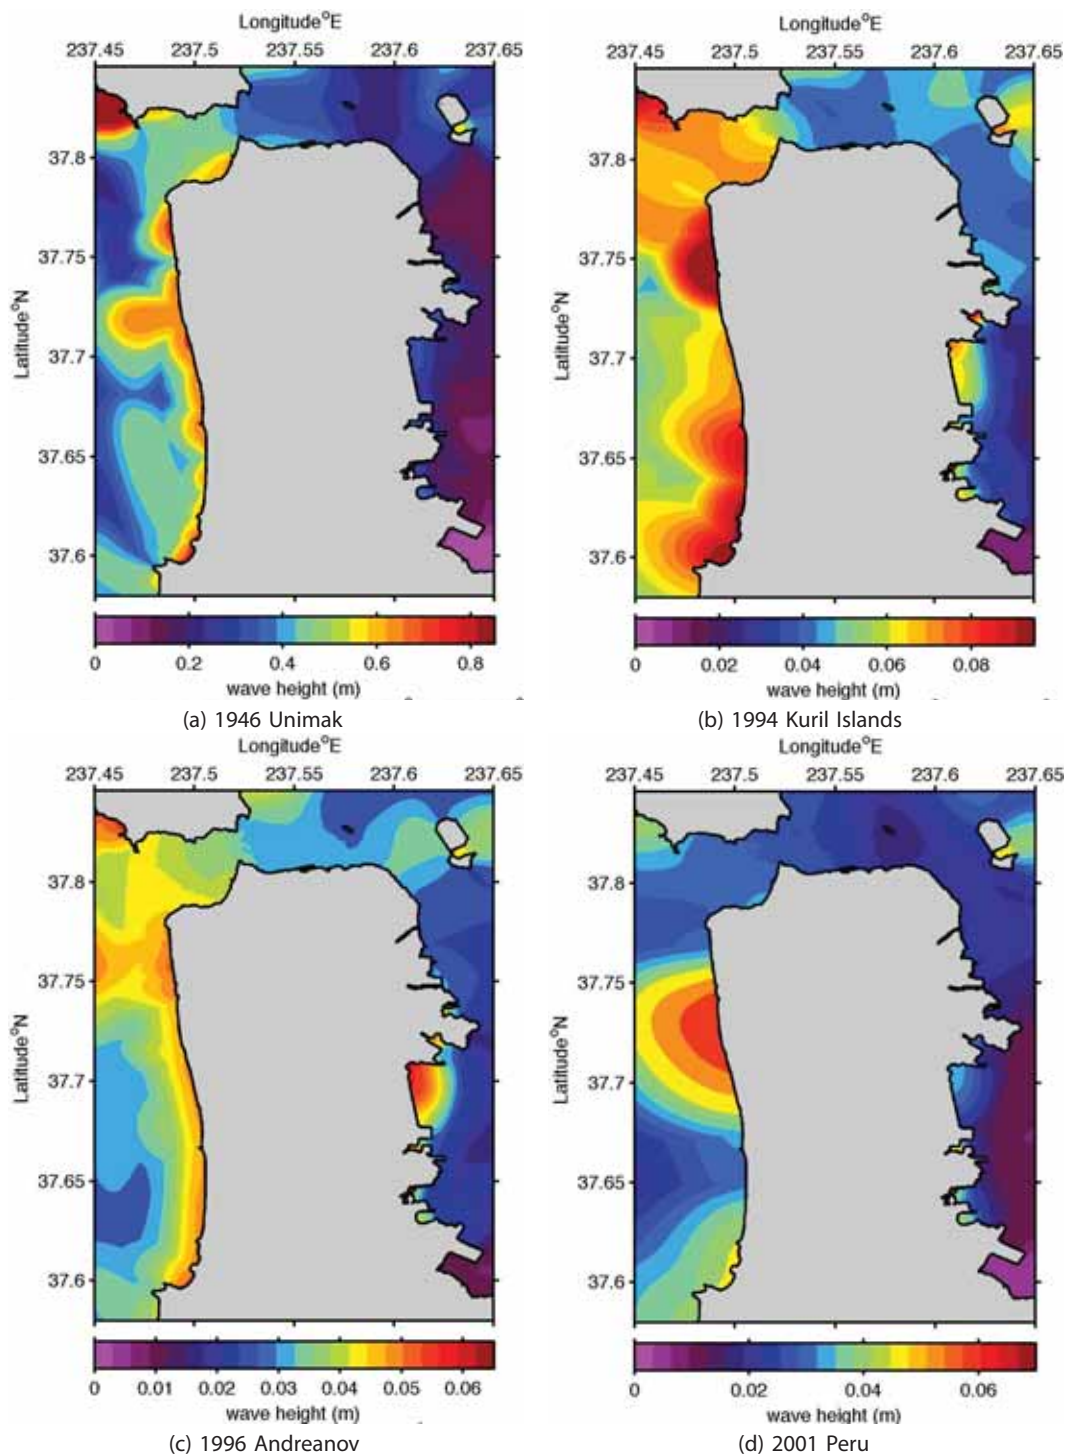 Longitude°E
237.45 237.5 237.55 237.6 237.65
37.8
37.75
37.7
37.65
37.6
Latitude°N
0 0.2 0.4 0.6 0.8
wave height (m)
(a) 1946 Unimak
Longitude°E
237.45 237.5 237.55 237.6 237.65
37.8
37.75
37.7
37.65
37.6
Latitude°N
0 0.02 0.04 0.06 0.08
wave height (m)
(b) 1994 Kuril Islands
Longitude°E
237.45 237.5 237.55 237.6 237.65
37.8
37.75
37.7
37.65
37.6
Latitude°N
0 0.01 0.02 0.03 0.04 0.05 0.06
wave height (m)
(c) 1996 Andreanov
Longitude°E
237.45 237.5 237.55 237.6 237.65
37.8
37.75
37.7
37.65
37.6
Latitude°N
0 0.02 0.04 0.06
wave height (m)
(d) 2001 Peru